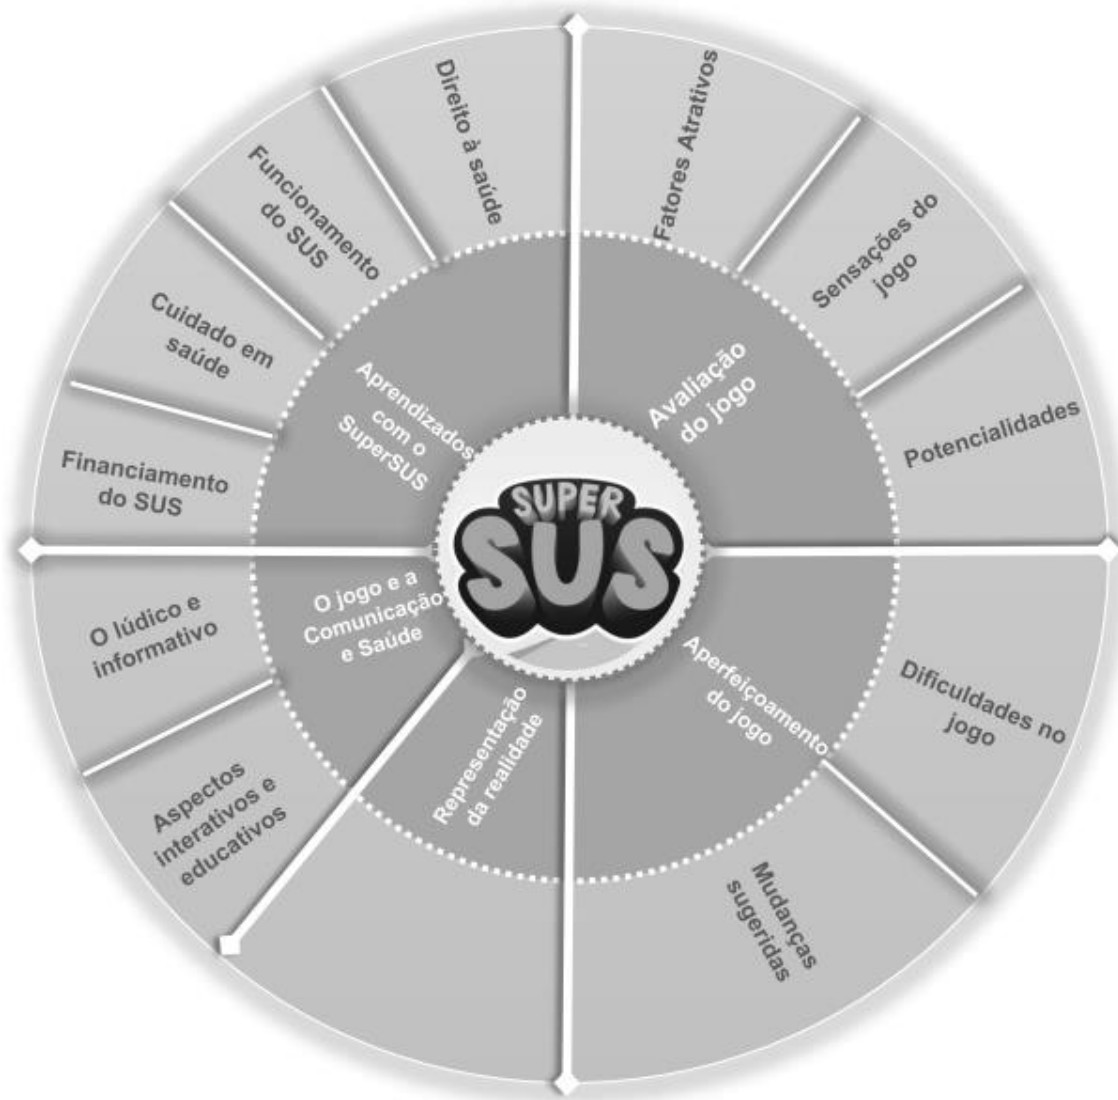 Direito à saúde
Fatores Atrativos
Funcionamento
do SUS
Sensações do
jogo
Cuidado em
saúde
Aprendizados
com o
SuperSUS
Avaliação
do jogo
Potencialidades
Financiamento
do SUS
SUPER
SUS
O lúdico e
informativo
O jogo e a
Comunicação
e Saúde
Aperfeiçoamento
do jogo
Dificuldades no
jogo
Representação
da realidade
Aspectos
interativos e
educativos
Mudanças
sugeridas